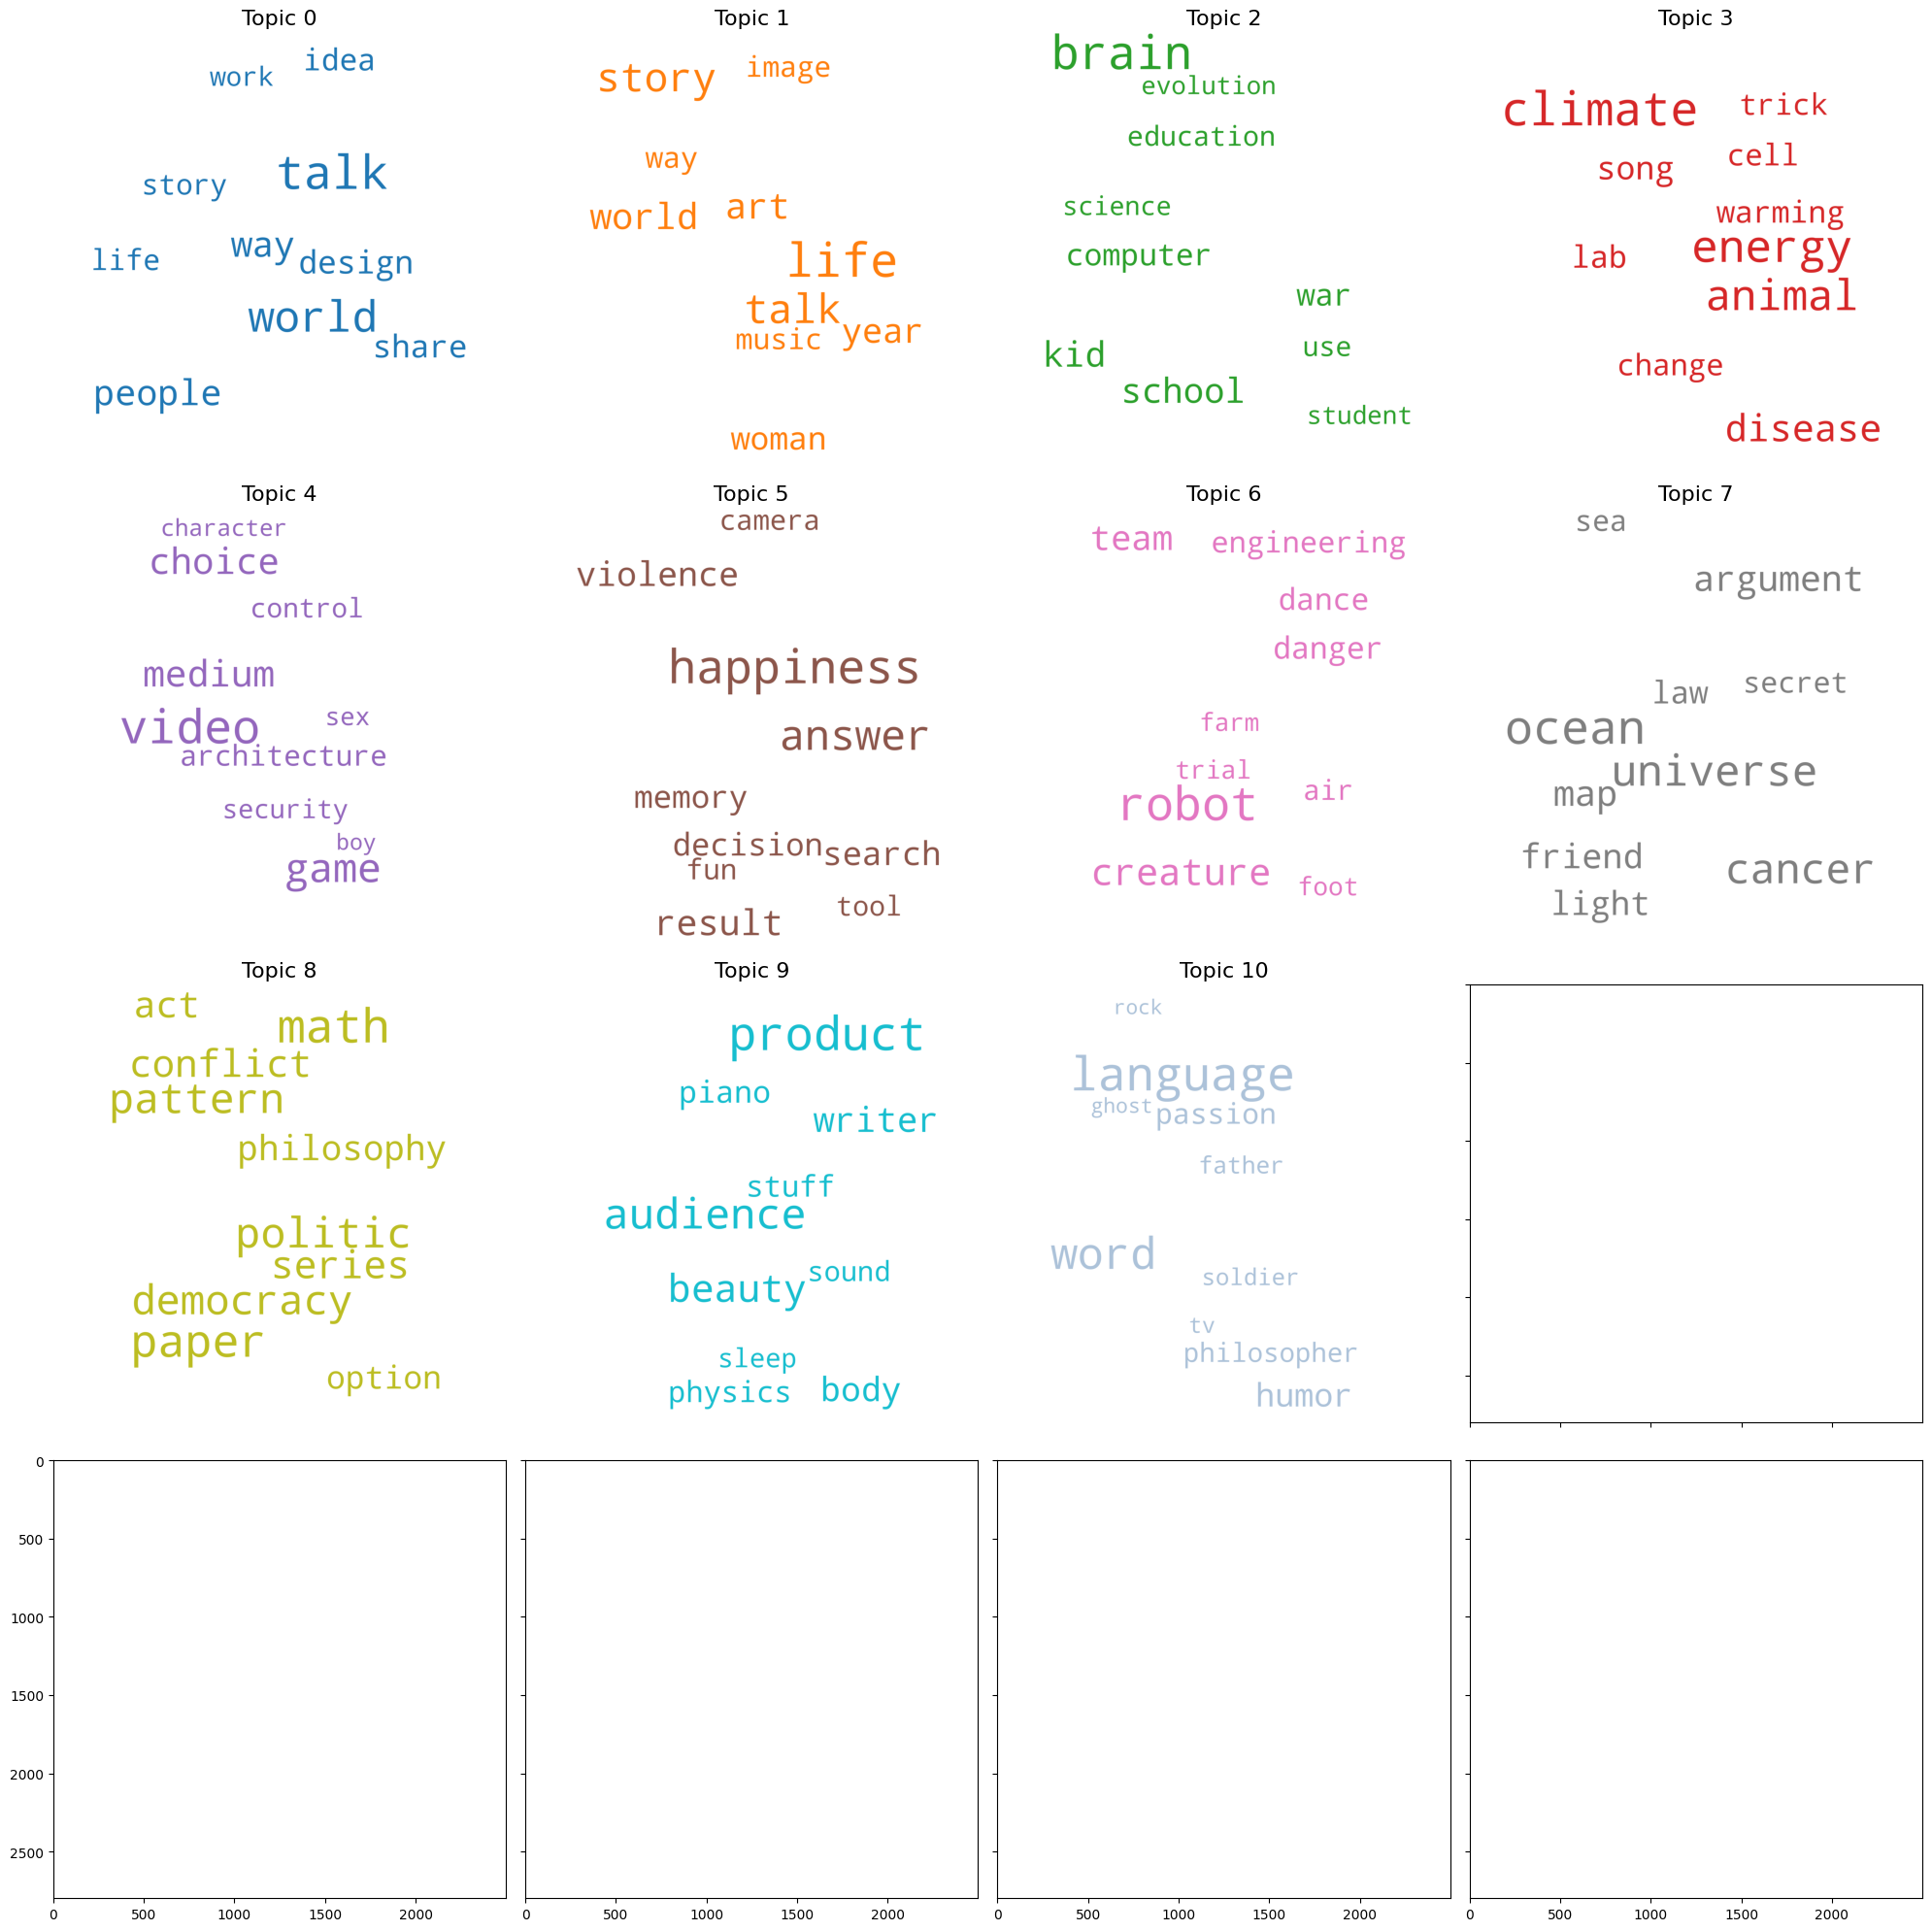 Topic 0
idea
work
talk
story
way
design
life
world
share
people
Topic 1
image
story
way
art
world
life
talk
year
music
woman
Topic 2
brain
evolution
education
science
computer
war
use
kid
school
student
Topic 3
climate
trick
cell
song
warming
energy
lab
animal
change
disease
Topic 4
character
choice
control
medium
video
sex
architecture
security
boy
game
Topic 5
camera
violence
happiness
answer
memory
decision
search
fun
tool
result
Topic 6
team
engineering
dance
danger
farm
trial
air
robot
creature
foot
Topic 7
sea
argument
secret
law
ocean
universe
map
friend
cancer
light
Topic 8
act
math
conflict
pattern
philosophy
politic
series
democracy
paper
option
Topic 9
product
piano
writer
stuff
audience
sound
beauty
sleep
physics
body
Topic 10
rock
language
ghost
passion
father
word
soldier
tv
philosopher
humor
0
500
1000
1500
2000
2500
0 500 1000 1500 2000
0 500 1000 1500 2000
0 500 1000 1500 2000
0 500 1000 1500 2000